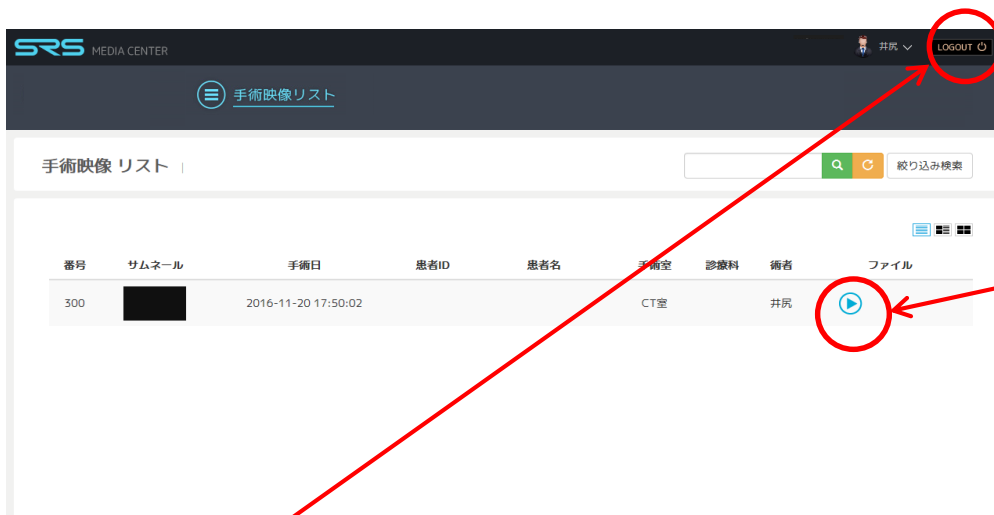 SRS MEDIA CENTER
井尻
LOGOUT
手術映像リスト
手術映像 リスト
絞り込み検索
番号 サムネール 手術日 患者ID 患者名 手術室 診療科 術者 ファイル
300 2016-11-20 17:50:02 CT室 井尻